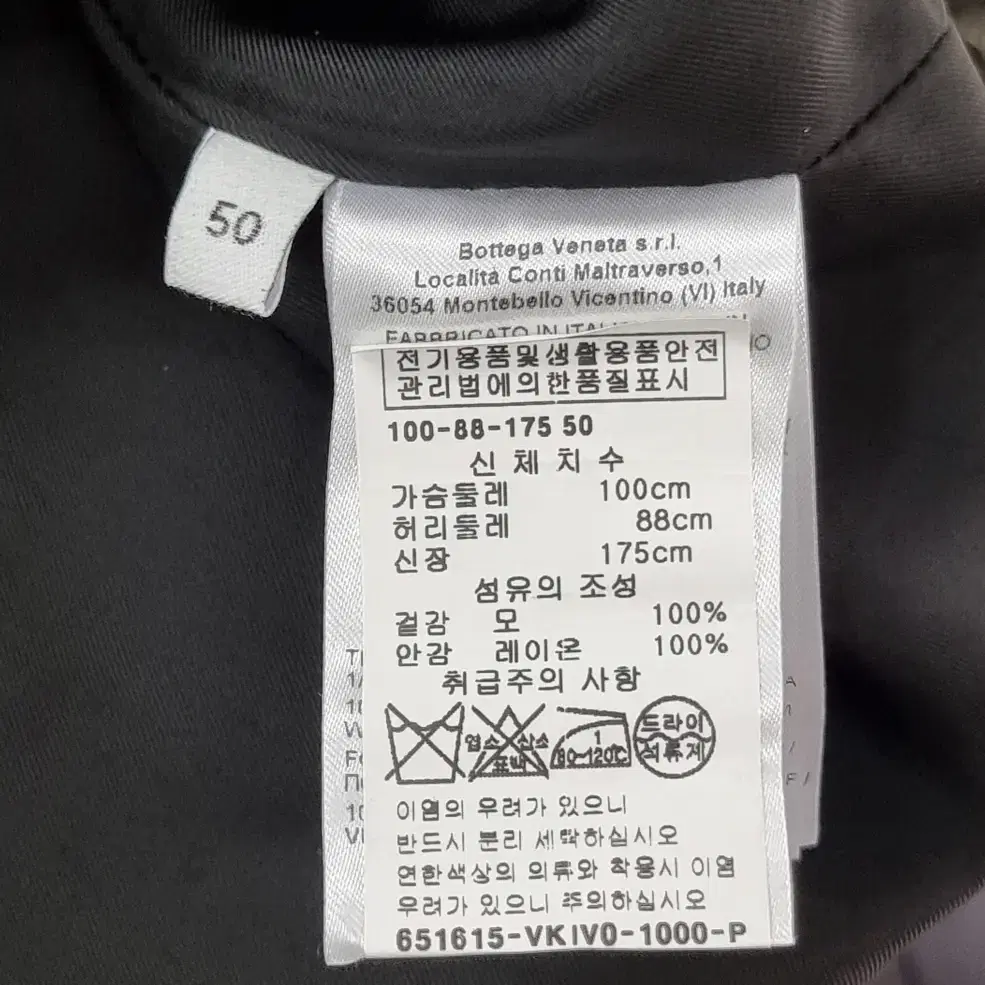 50
Bottega Veneta s.r.l.
Località Conti Maltraverso,1
36054 Montebello Vicentino (VI) Italy
FABBRICATO IN
전기용품및생활용품안전
관리법에의한품질표시
100-88-175 50
신체치수
가슴둘레 100cm
허리둘레 88cm
신장 175cm
섬유의 조성
겉감 모 100%
안감 레이온 100%
취급주의 사항
염소 산소
표백
1
80-120℃
드라이
석류계
이염의 우려가 있으니
반드시 분리 세탁하십시오
연한색상의 의류와 착용시 이염
우려가 있으니 주의하십시오
651615-VKIV0-1000-P